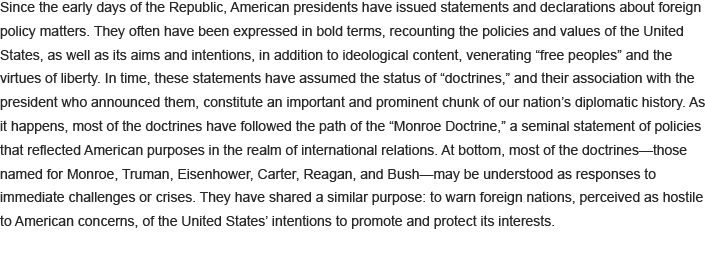 Since the early days of the Republic, American presidents have issued statements and declarations about foreign
policy matters. They often have been expressed in bold terms, recounting the policies and values of the United
States, as well as its aims and intentions, in addition to ideological content, venerating “free peoples” and the
virtues of liberty. In time, these statements have assumed the status of “doctrines,” and their association with the
president who announced them, constitute an important and prominent chunk of our nation’s diplomatic history. As
it happens, most of the doctrines have followed the path of the “Monroe Doctrine,” a seminal statement of policies
that reflected American purposes in the realm of international relations. At bottom, most of the doctrines—those
named for Monroe, Truman, Eisenhower, Carter, Reagan, and Bush—may be understood as responses to
immediate challenges or crises. They have shared a similar purpose: to warn foreign nations, perceived as hostile
to American concerns, of the United States’ intentions to promote and protect its interests.